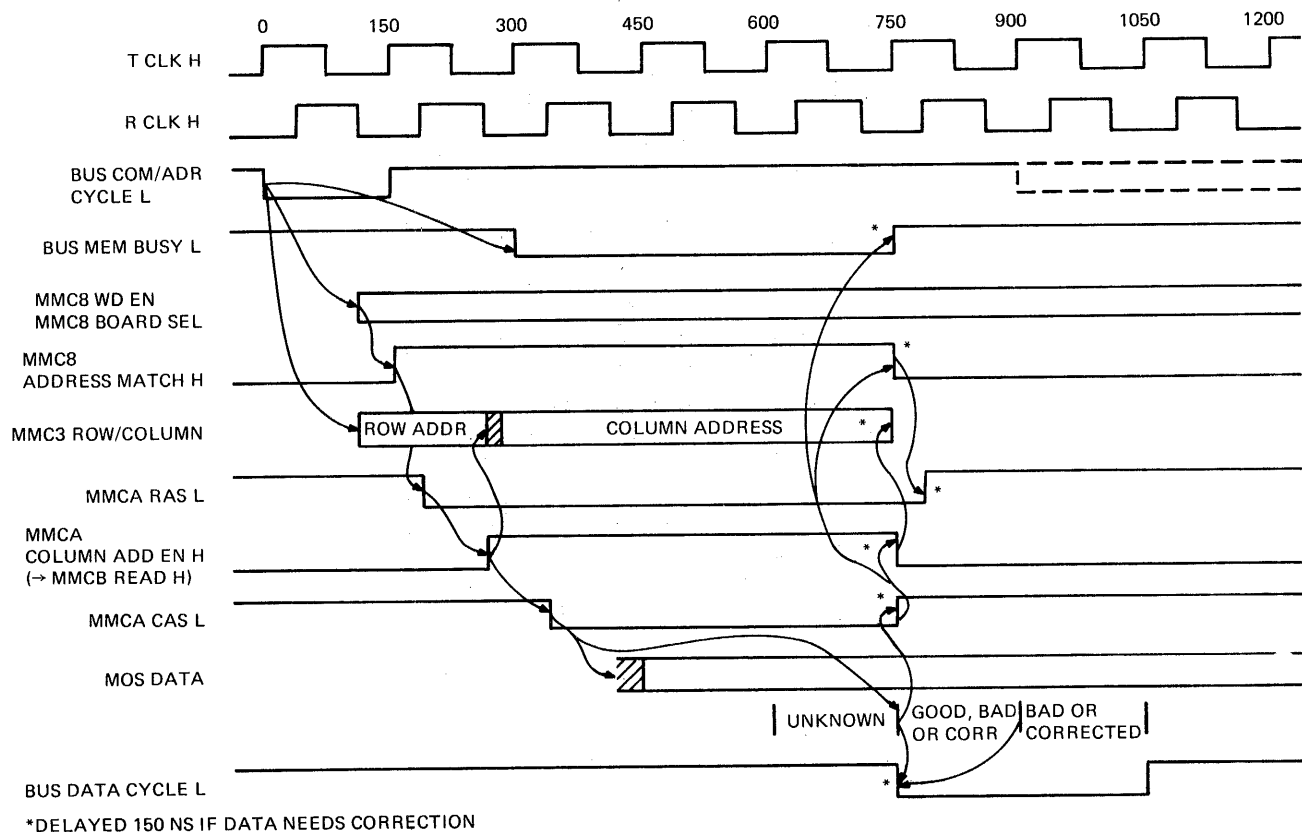 0 150 300 450 600 750 900 1050 1200
T CLK H
R CLK H
BUS COM/ADR
CYCLE L
BUS MEM BUSY L
*
MMC8 WD EN
MMC8 BOARD SEL
MMC8
ADDRESS MATCH H
*
MMC3 ROW/COLUMN
ROW ADDR
COLUMN ADDRESS
*
MMCA RAS L
*
MMCA
COLUMN ADD EN H
(→ MMCB READ H)
*
MMCA CAS L
*
MOS DATA
UNKNOWN
GOOD, BAD
OR CORR
BAD OR
CORRECTED
BUS DATA CYCLE L
*
*DELAYED 150 NS IF DATA NEEDS CORRECTION